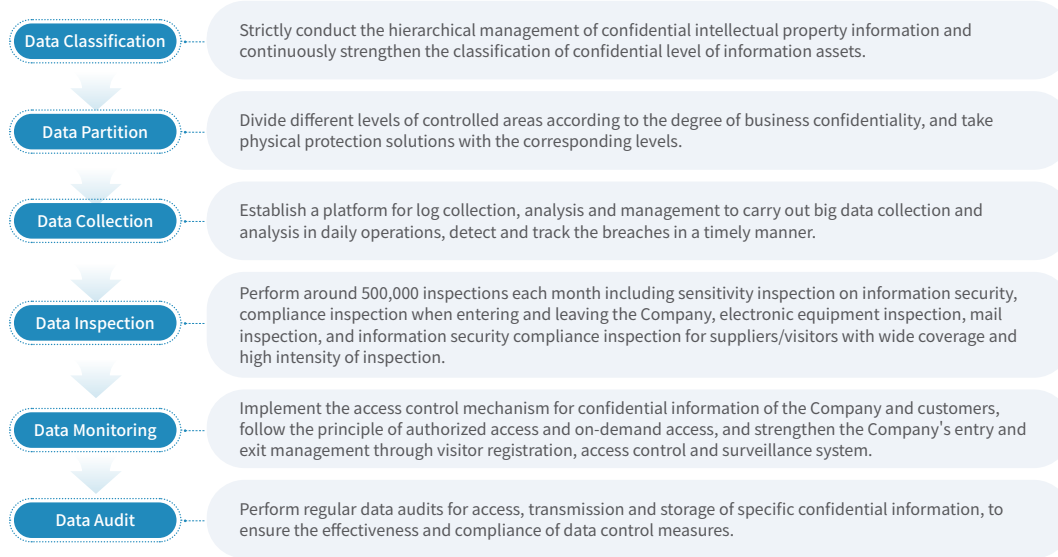 Data Classification
Strictly conduct the hierarchical management of confidential intellectual property information and
continuously strengthen the classification of confidential level of information assets.
Data Partition
Divide different levels of controlled areas according to the degree of business confidentiality, and take
physical protection solutions with the corresponding levels.
Data Collection
Establish a platform for log collection, analysis and management to carry out big data collection and
analysis in daily operations, detect and track the breaches in a timely manner.
Data Inspection
Perform around 500,000 inspections each month including sensitivity inspection on information security,
compliance inspection when entering and leaving the Company, electronic equipment inspection, mail
inspection, and information security compliance inspection for suppliers/visitors with wide coverage and
high intensity of inspection.
Data Monitoring
Implement the access control mechanism for confidential information of the Company and customers,
follow the principle of authorized access and on-demand access, and strengthen the Company's entry and
exit management through visitor registration, access control and surveillance system.
Data Audit
Perform regular data audits for access, transmission and storage of specific confidential information, to
ensure the effectiveness and compliance of data control measures.